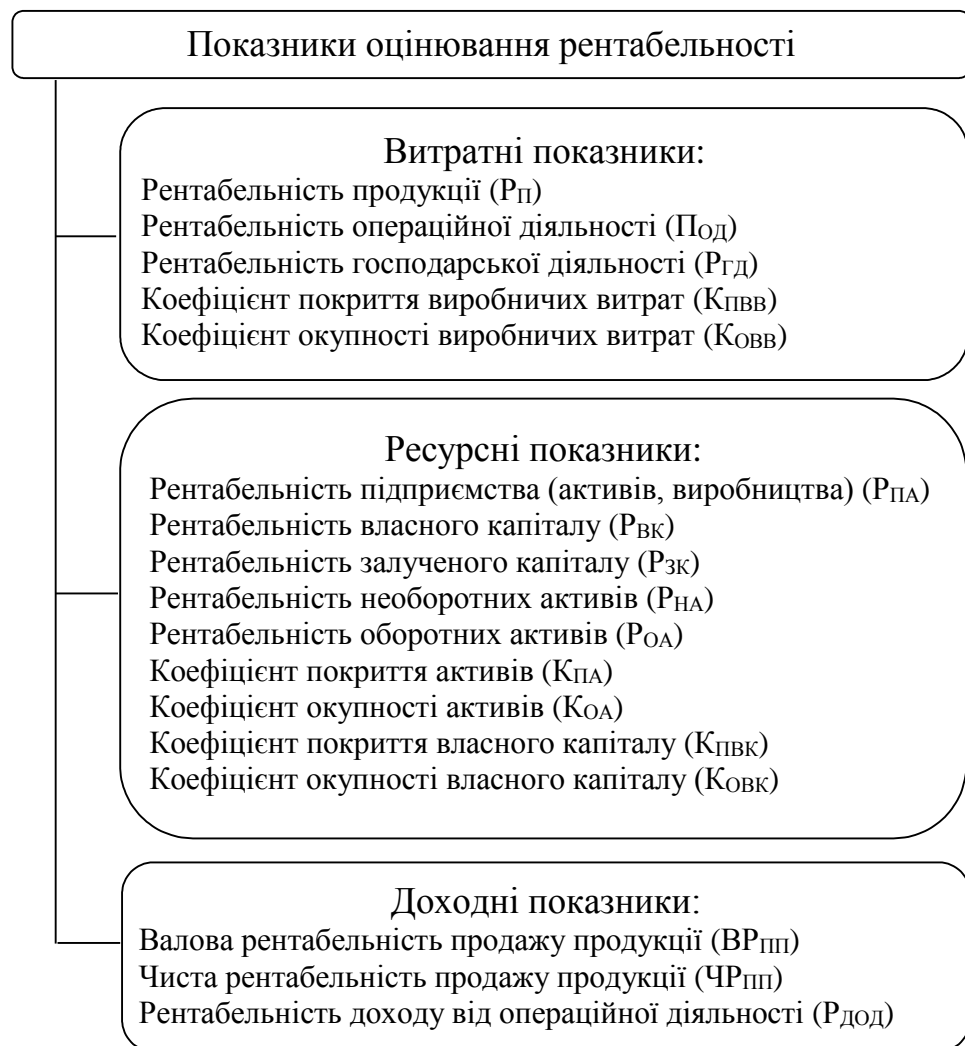 Показники оцінювання рентабельності
Витратні показники:
Рентабельність продукції (РП)
Рентабельність операційної діяльності (ПОД)
Рентабельність господарської діяльності (РГД)
Коефіцієнт покриття виробничих витрат (КПВВ)
Коефіцієнт окупності виробничих витрат (КОВВ)
Ресурсні показники:
Рентабельність підприємства (активів, виробництва) (РПА)
Рентабельність власного капіталу (РВК)
Рентабельність залученого капіталу (РЗК)
Рентабельність необоротних активів (РНА)
Рентабельність оборотних активів (РОА)
Коефіцієнт покриття активів (КПА)
Коефіцієнт окупності активів (КОА)
Коефіцієнт покриття власного капіталу (КПВК)
Коефіцієнт окупності власного капіталу (КОВК)
Доходні показники:
Валова рентабельність продажу продукції (ВРПП)
Чиста рентабельність продажу продукції (ЧРПП)
Рентабельність доходу від операційної діяльності (РДОД)